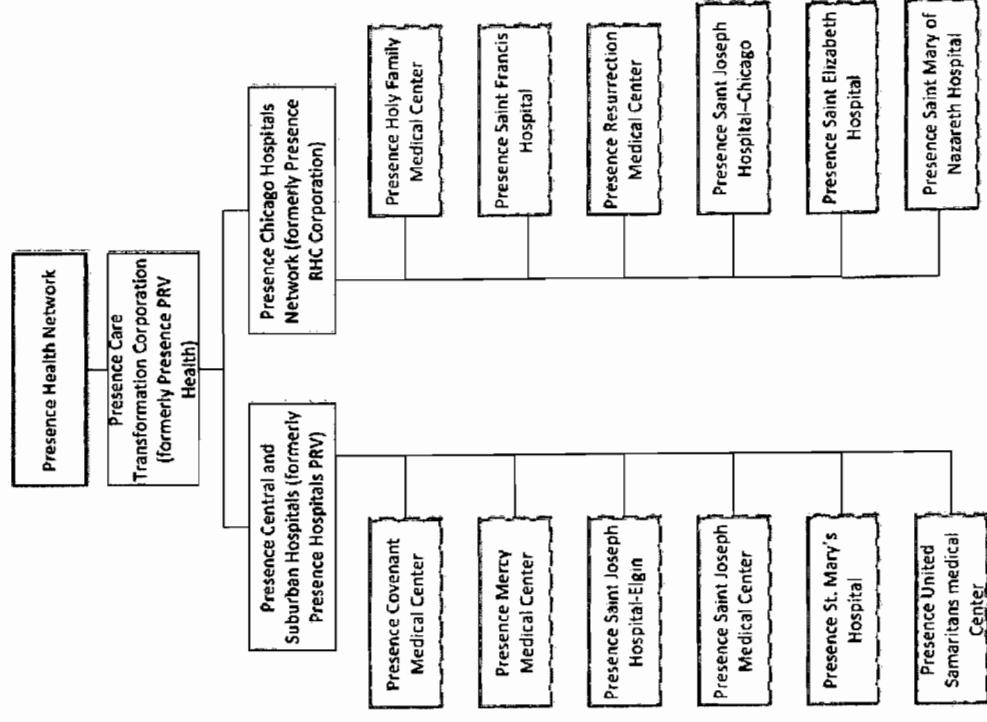 Presence Health Network
Presence Care
Transformation Corporation
(formerly Presence PRV
Health)
Presence Central and
Suburban Hospitals (formerly
Presence Hospitals PRV)
Presence Chicago Hospitals
Network (formerly Presence
RHC Corporation)
Presence Covenant
Medical Center
Presence Mercy
Medical Center
Presence Saint Joseph
Hospital-Elgin
Presence Saint Joseph
Medical Center
Presence St. Mary's
Hospital
Presence United
Samaritans medical
Center
Presence Holy Family
Medical Center
Presence Saint Francis
Hospital
Presence Resurrection
Medical Center
Presence Saint Joseph
Hospital–Chicago
Presence Saint Elizabeth
Hospital
Presence Saint Mary of
Nazareth Hospital